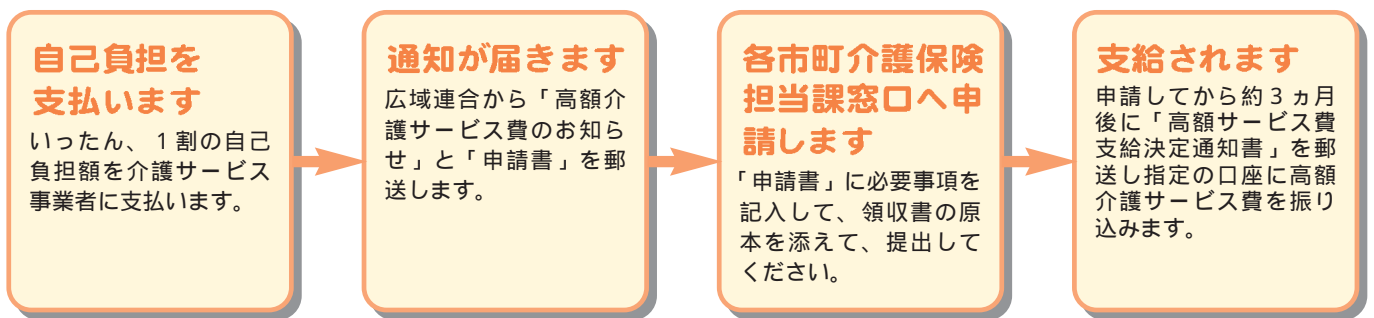 自己負担を
支払います
いったん、１割の自己
負担額を介護サービス
事業者に支払います。
通知が届きます
広域連合から「高額介
護サービス費のお知ら
せ」と「申請書」を郵
送します。
各市町介護保険
担当課窓口へ申
請します
「申請書」に必要事項を
記入して、領収書の原
本を添えて、提出して
ください。
支給されます
申請してから約３ヵ月
後に「高額サービス費
支給決定通知書」を郵
送し指定の口座に高額
介護サービス費を振り
込みます。